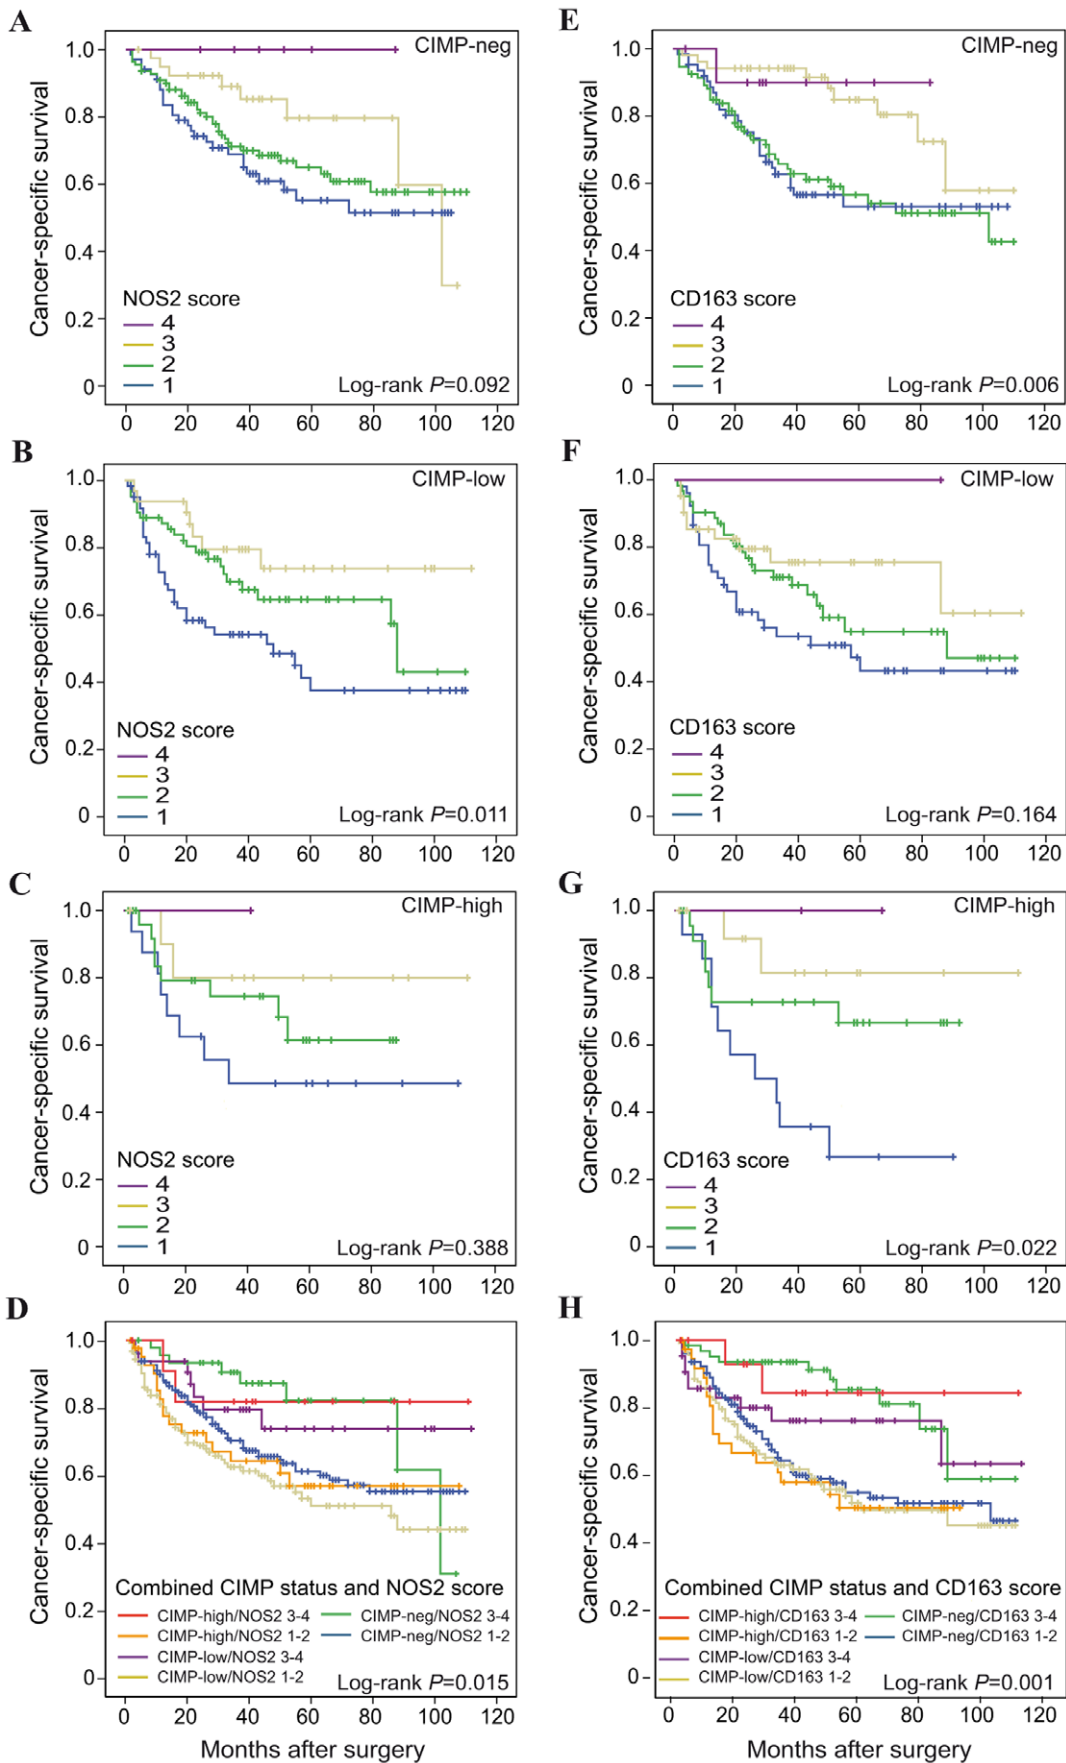 A
CIMP-neg
Cancer-specific survival
1.0
0.8
0.6
0.4
0.2
0
NOS2 score
4
3
2
1
Log-rank P=0.092
0 20 40 60 80 100 120
E
CIMP-neg
Cancer-specific survival
1.0
0.8
0.6
0.4
0.2
0
CD163 score
4
3
2
1
Log-rank P=0.006
0 20 40 60 80 100 120
B
CIMP-low
Cancer-specific survival
1.0
0.8
0.6
0.4
0.2
0
NOS2 score
4
3
2
1
Log-rank P=0.011
0 20 40 60 80 100 120
F
CIMP-low
Cancer-specific survival
1.0
0.8
0.6
0.4
0.2
0
CD163 score
4
3
2
1
Log-rank P=0.164
0 20 40 60 80 100 120
C
CIMP-high
Cancer-specific survival
1.0
0.8
0.6
0.4
0.2
0
NOS2 score
4
3
2
1
Log-rank P=0.388
0 20 40 60 80 100 120
G
CIMP-high
Cancer-specific survival
1.0
0.8
0.6
0.4
0.2
0
CD163 score
4
3
2
1
Log-rank P=0.022
0 20 40 60 80 100 120
D
Cancer-specific survival
1.0
0.8
0.6
0.4
0.2
0
Combined CIMP status and NOS2 score
CIMP-high/NOS2 3-4 CIMP-neg/NOS2 3-4
CIMP-high/NOS2 1-2 CIMP-neg/NOS2 1-2
CIMP-low/NOS2 3-4
CIMP-low/NOS2 1-2
Log-rank P=0.015
0 20 40 60 80 100 120
Months after surgery
H
Cancer-specific survival
1.0
0.8
0.6
0.4
0.2
0
Combined CIMP status and CD163 score
CIMP-high/CD163 3-4 CIMP-neg/CD163 3-4
CIMP-high/CD163 1-2 CIMP-neg/CD163 1-2
CIMP-low/CD163 3-4
CIMP-low/CD163 1-2
Log-rank P=0.001
0 20 40 60 80 100 120
Months after surgery